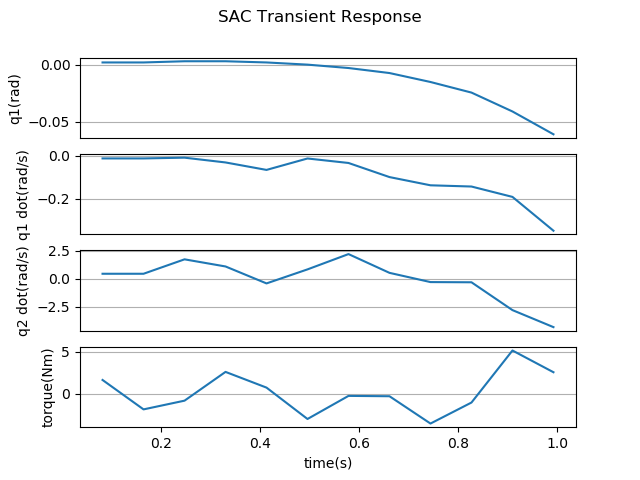 SAC Transient Response
q1(rad)
0.00
−0.05
q1 dot(rad/s)
0.0
−0.2
q2 dot(rad/s)
2.5
0.0
−2.5
torque(Nm)
5
0
0.2 0.4 0.6 0.8 1.0
time(s)